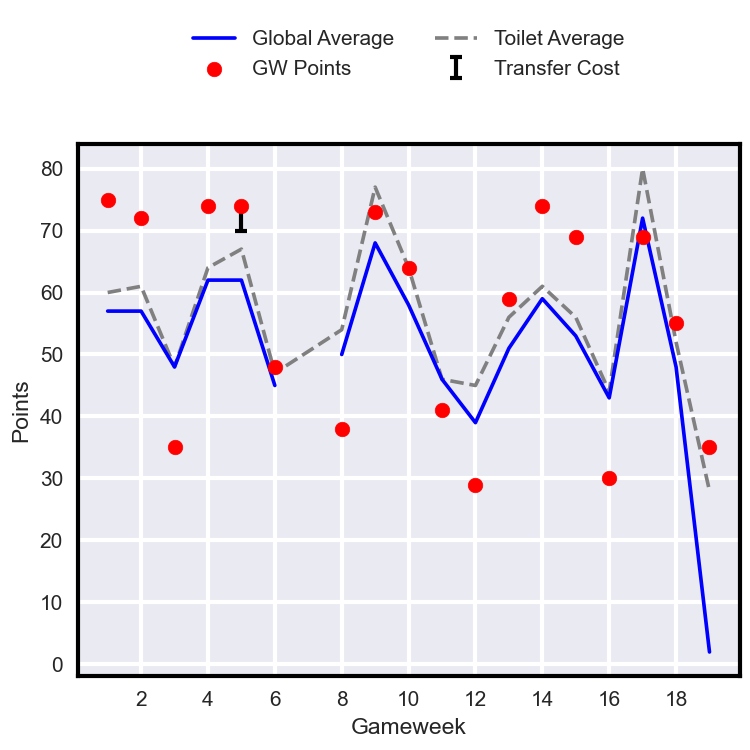 Global Average
Toilet Average
GW Points
Transfer Cost
80
70
60
50
40
30
20
10
0
Points
2 4 6 8 10 12 14 16 18
Gameweek